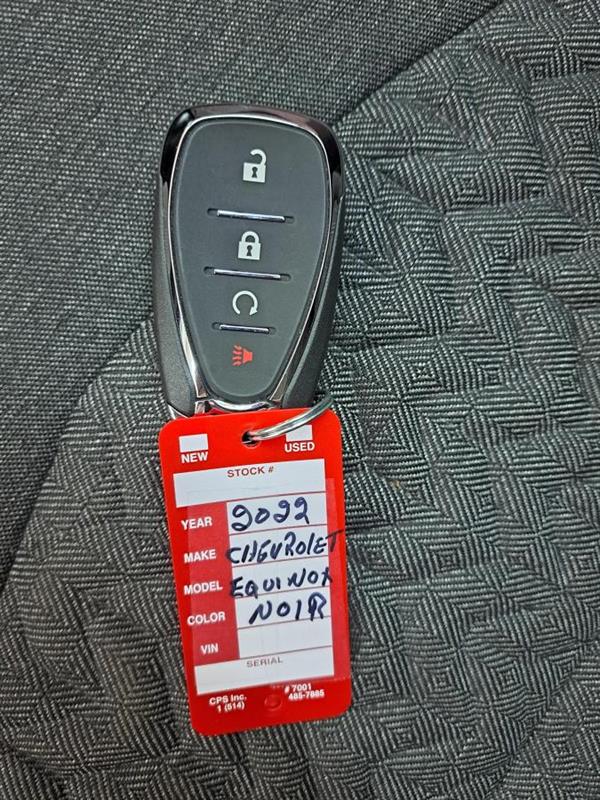 NEW USED
STOCK #
YEAR 2022
MAKE CHEVROLET
MODEL EQUINOX
COLOR NOIR
VIN
SERIAL
CPS Inc. # 7001
1 (514) 485-7885